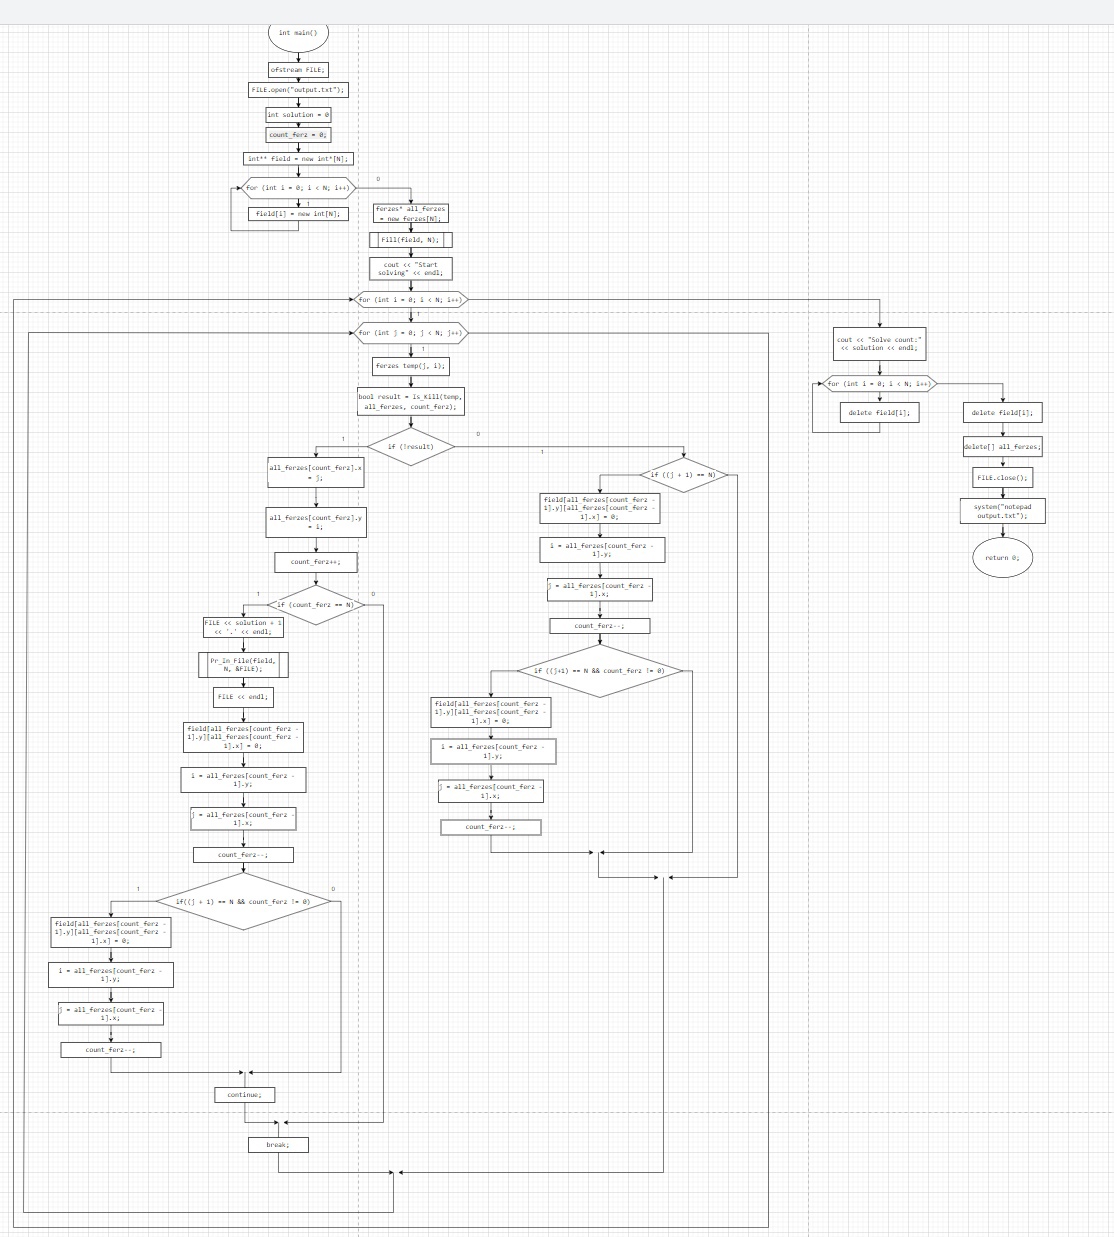 int main()
ofstream FILE;
FILE.open("output.txt");
int solution = 0
count_ferz = 0;
int** field = new int*[N];
for (int i = 0; i < N; i++)
0
1
field[i] = new int[N];
ferzes* all_ferzes
= new ferzes[N];
Fill(field, N);
cout << "Start
solving" << endl;
for (int i = 0; i < N; i++)
1
for (int j = 0; j < N; j++)
1
ferzes temp(j, i);
bool result = Is_Kill(temp,
all_ferzes, count_ferz);
if (!result)
1
0
all_ferzes[count_ferz].x
= j;
all_ferzes[count_ferz].y
= i;
count_ferz++;
if (count_ferz == N)
1
0
FILE << solution + 1
<< '.' << endl;
Pr_In_File(field,
N, &FILE);
FILE << endl;
field[all_ferzes[count_ferz -
1].y][all_ferzes[count_ferz -
1].x] = 0;
i = all_ferzes[count_ferz -
1].y;
j = all_ferzes[count_ferz -
1].x;
count_ferz--;
if((j + 1) == N && count_ferz != 0)
1
0
field[all_ferzes[count_ferz -
1].y][all_ferzes[count_ferz -
1].x] = 0;
i = all_ferzes[count_ferz -
1].y;
j = all_ferzes[count_ferz -
1].x;
count_ferz--;
continue;
break;
1
if ((j + 1) == N)
field[all_ferzes[count_ferz -
1].y][all_ferzes[count_ferz -
1].x] = 0;
i = all_ferzes[count_ferz -
1].y;
j = all_ferzes[count_ferz -
1].x;
count_ferz--;
if ((j+1) == N && count_ferz != 0)
field[all_ferzes[count_ferz -
1].y][all_ferzes[count_ferz -
1].x] = 0;
i = all_ferzes[count_ferz -
1].y;
j = all_ferzes[count_ferz -
1].x;
count_ferz--;
cout << "Solve count:"
<< solution << endl;
for (int i = 0; i < N; i++)
delete field[i];
delete field[i];
delete[] all_ferzes;
FILE.close();
system("notepad
output.txt");
return 0;